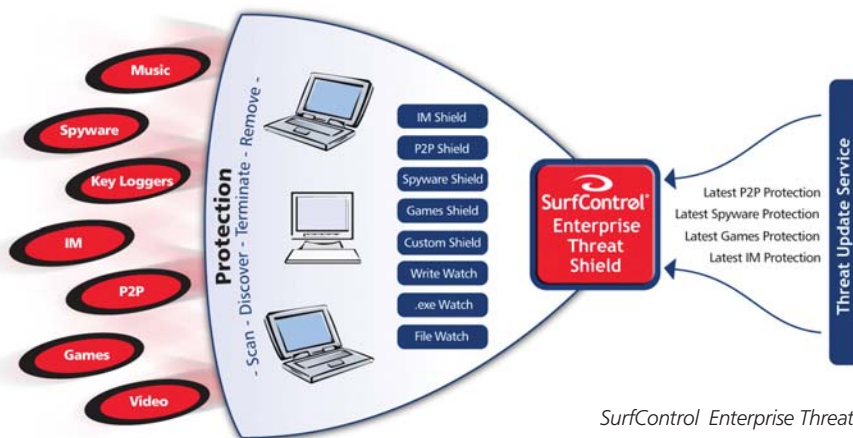 Music
Spyware
Key Loggers
IM
P2P
Games
Video
Protection
- Scan - Discover - Terminate - Remove -
IM Shield
P2P Shield
Spyware Shield
Games Shield
Custom Shield
Write Watch
.exe Watch
File Watch
SurfControl®
Enterprise
Threat
Shield
Latest P2P Protection
Latest Spyware Protection
Latest Games Protection
Latest IM Protection
Threat Update Service
SurfControl Enterprise Threat